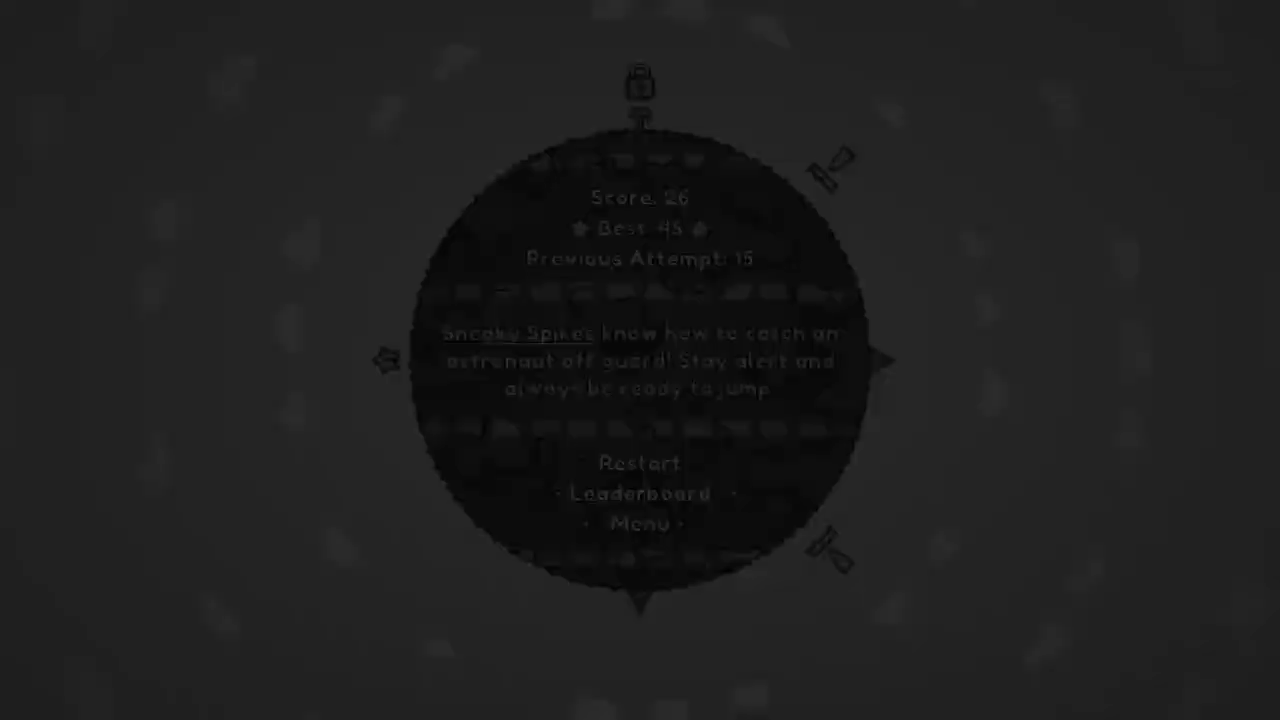 Score: 26
Best: 45
Previous Attempt: 15
Sneaky Spikes know how to catch an
astronaut off guard! Stay alert and
always be ready to jump
Restart
Leaderboard
Menu